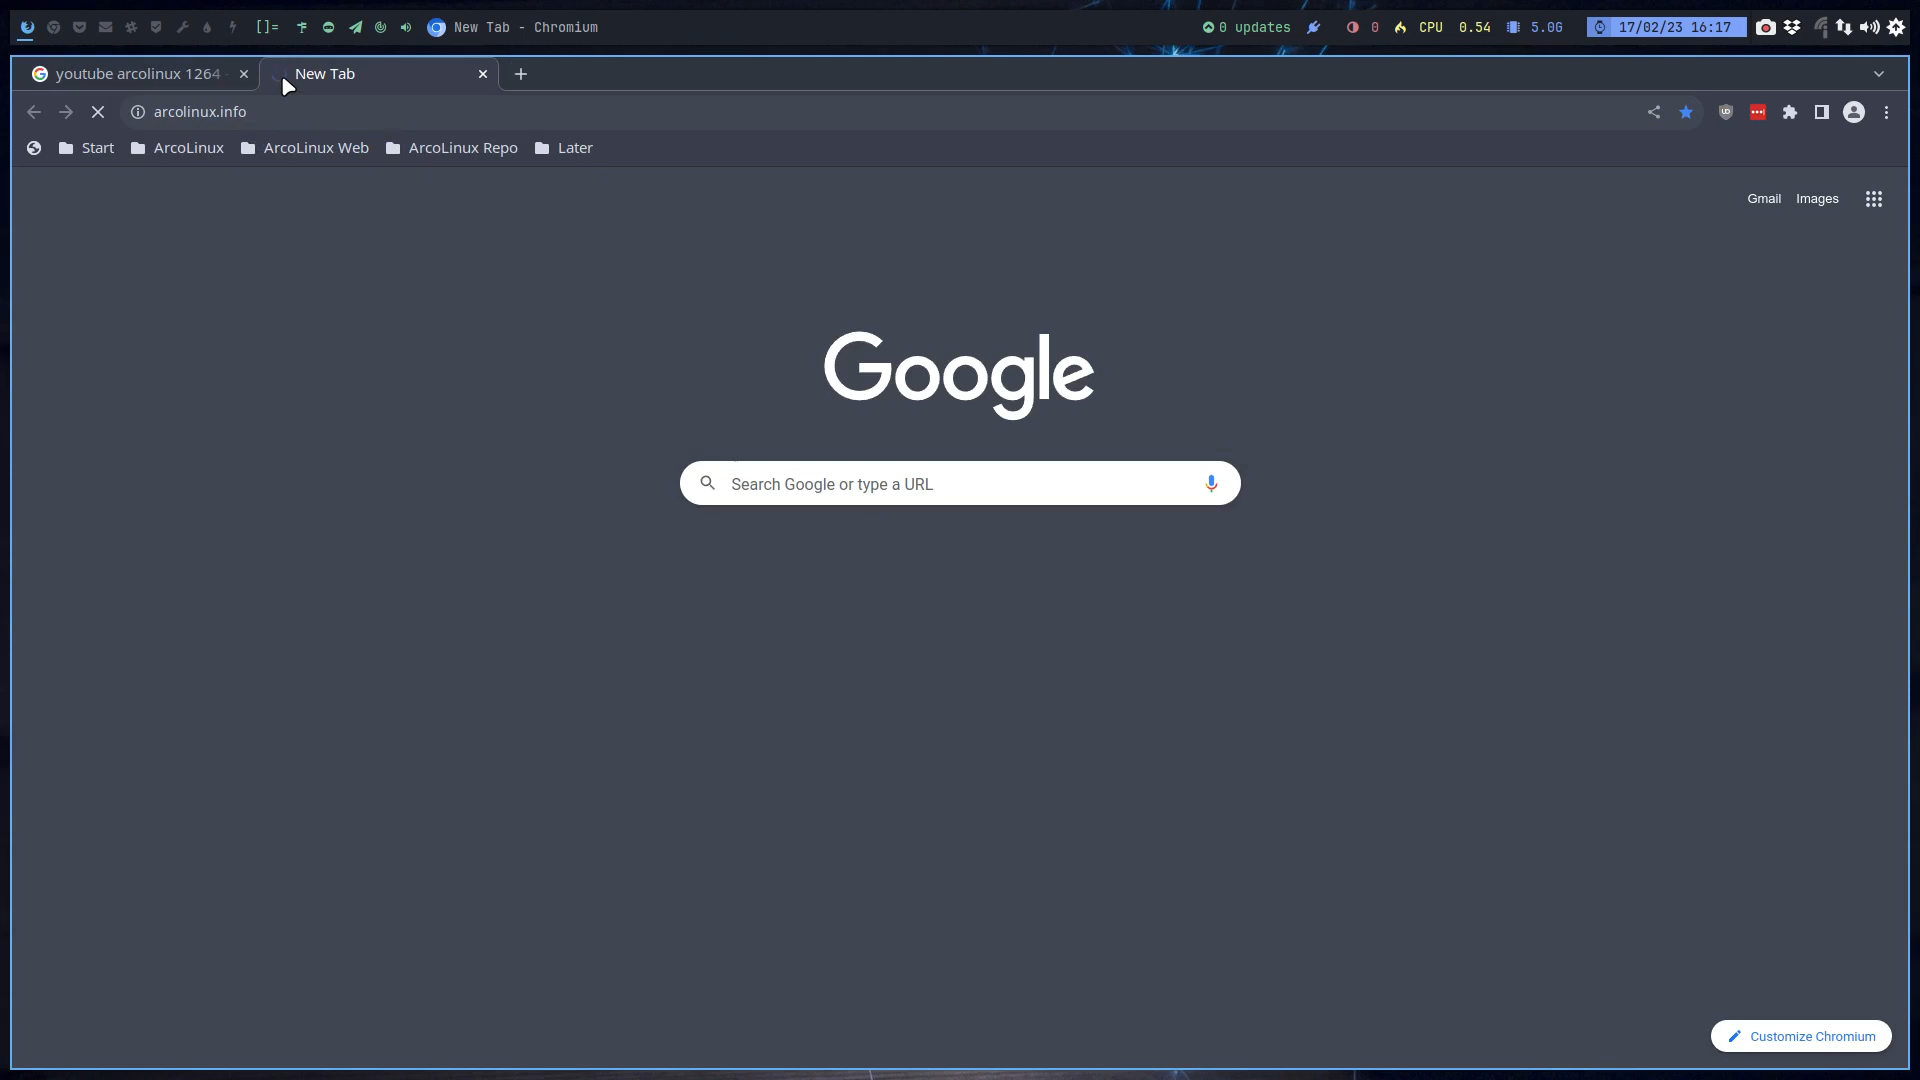 []= New Tab - Chromium 0 updates 0 CPU 0.54 5.0G 17/02/23 16:17
youtube arcolinux 1264 New Tab
arcolinux.info
Start ArcoLinux ArcoLinux Web ArcoLinux Repo Later
Gmail Images
Google
Search Google or type a URL
Customize Chromium